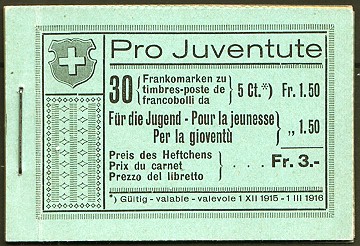 Pro Juventute
30 Frankomarken zu
timbres-poste de
francobolli da } 5 Ct.*) Fr. 1.50
Für die Jugend - Pour la jeunesse
Per la gioventù } „ 1.50
Preis des Heftchens
Prix du carnet
Prezzo del libretto } . . . Fr. 3.-
*) Gültig - valable - valevole 1 XII 1915 - 1 III 1916